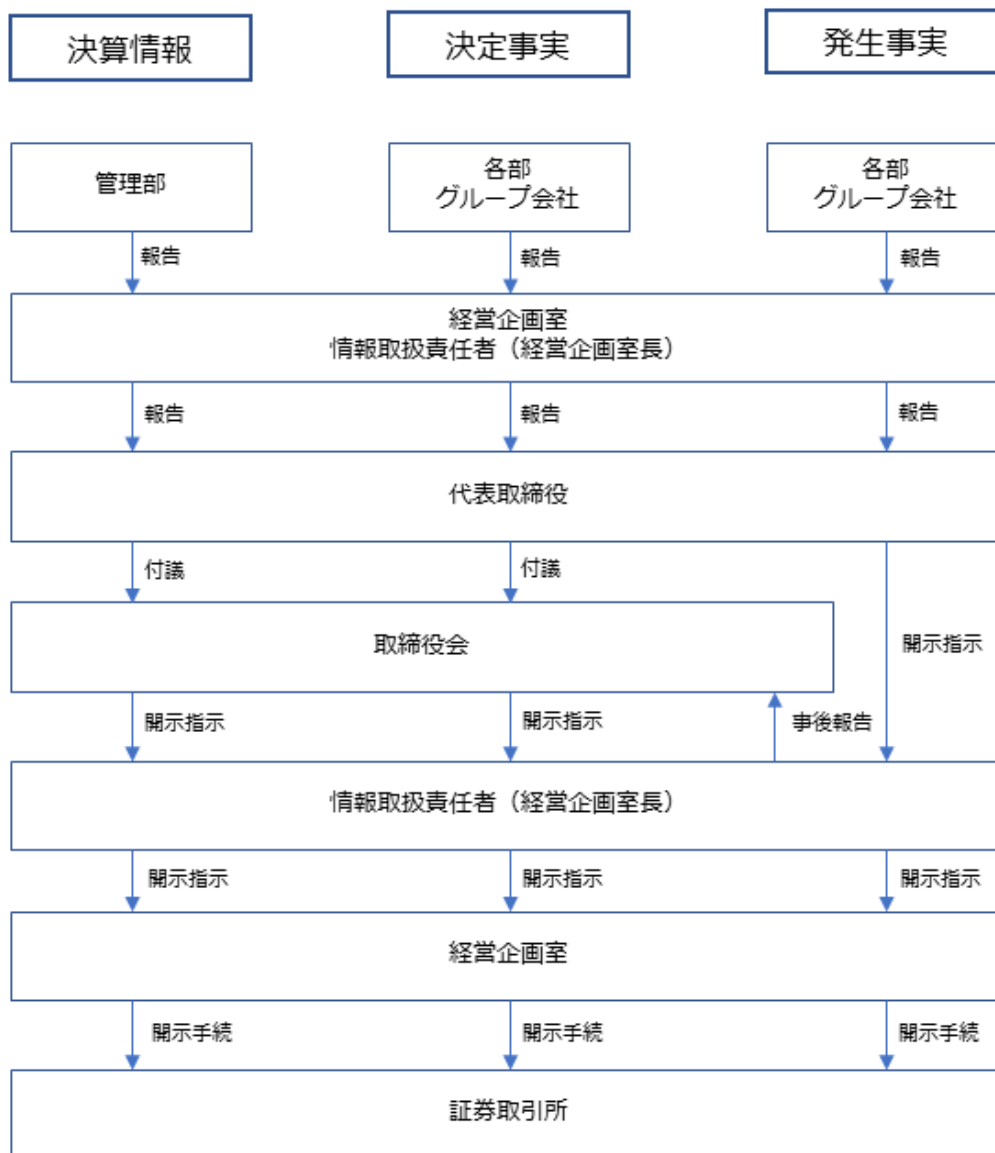 決算情報
決定事実
発生事実
管理部
各部
グループ会社
各部
グループ会社
報告
報告
報告
経営企画室
情報取扱責任者（経営企画室長）
報告
報告
報告
代表取締役
付議
付議
取締役会
開示指示
開示指示
開示指示
事後報告
情報取扱責任者（経営企画室長）
開示指示
開示指示
開示指示
経営企画室
開示手続
開示手続
開示手続
証券取引所